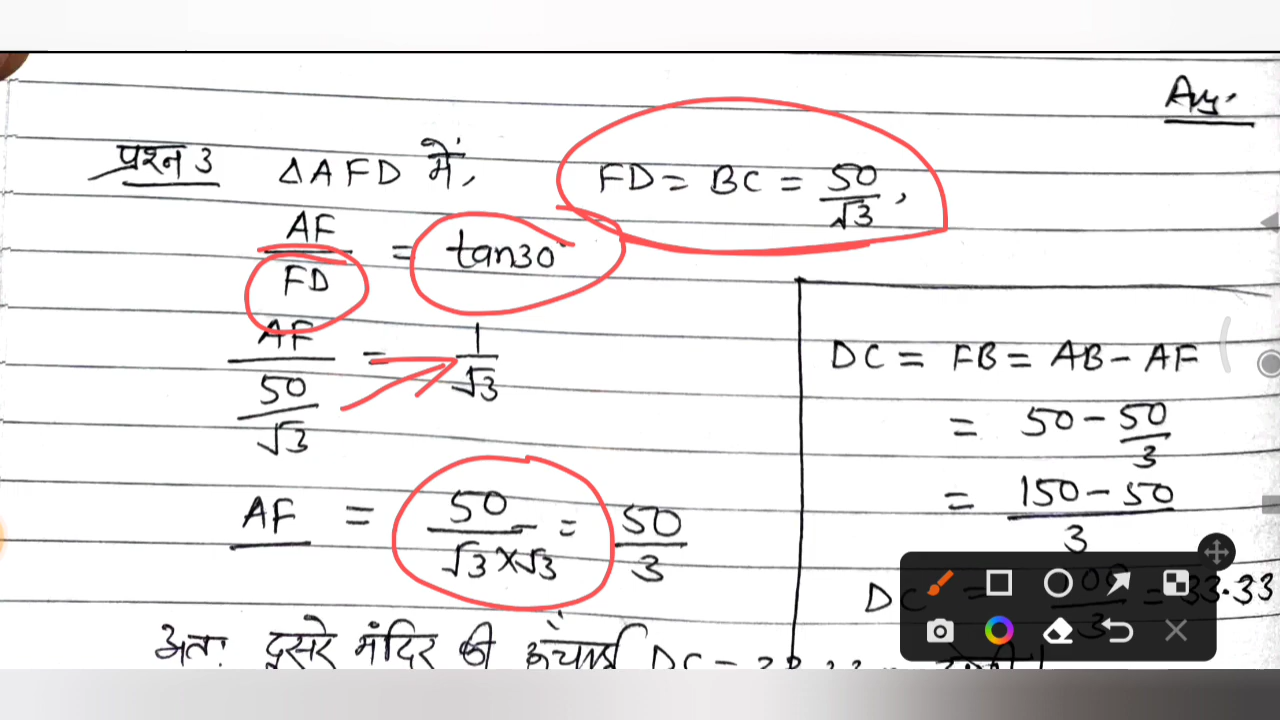 Ans.
प्रश्न 3 ΔAFD में, FD = BC = 50/√3,
AF/FD = tan30°
AF/(50/√3) = 1/√3
AF = 50/(√3×√3) = 50/3
DC = FB = AB - AF
= 50 - 50/3
= (150 - 50)/3
DC = = 33.33
अतः दूसरे मंदिर की ऊँचाई DC =